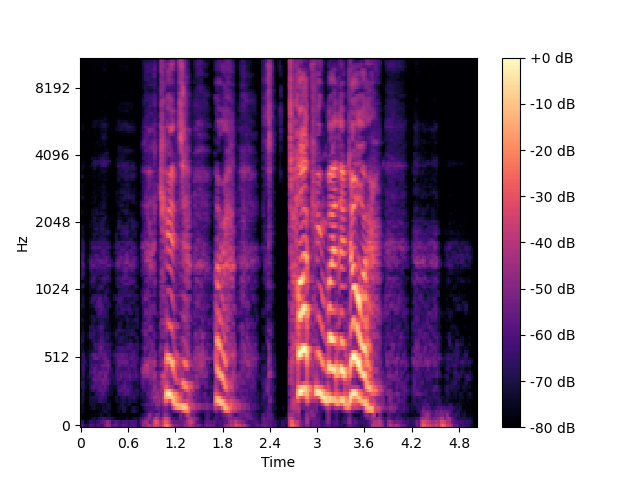 +0 dB
8192
-10 dB
4096
-20 dB
-30 dB
2048
Hz
-40 dB
1024
-50 dB
-60 dB
512
-70 dB
0
-80 dB
0 0.6 1.2 1.8 2.4 3 3.6 4.2 4.8
Time